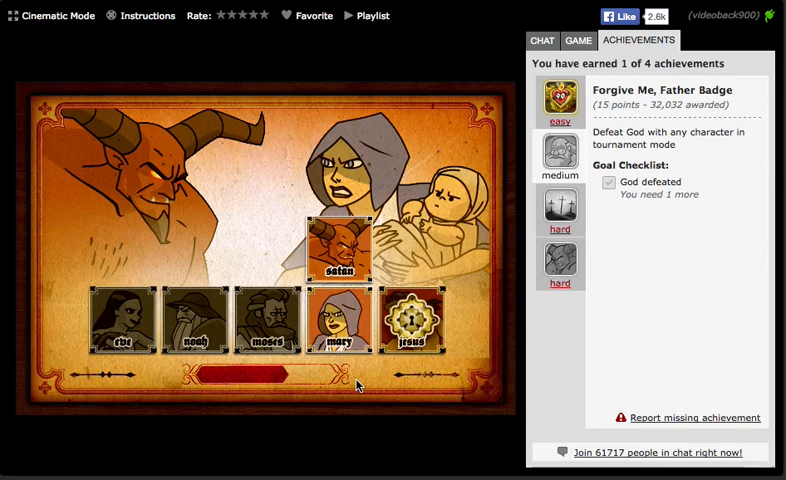 Cinematic Mode Instructions Rate: Favorite Playlist
Like 2.6k (videoback900)
CHAT GAME ACHIEVEMENTS
You have earned 1 of 4 achievements
easy
medium
hard
hard
Forgive Me, Father Badge
(15 points - 32,032 awarded)
Defeat God with any character in
tournament mode
Goal Checklist:
God defeated
You need 1 more
satan
eve noah moses mary jesus
Report missing achievement
Join 61717 people in chat right now!